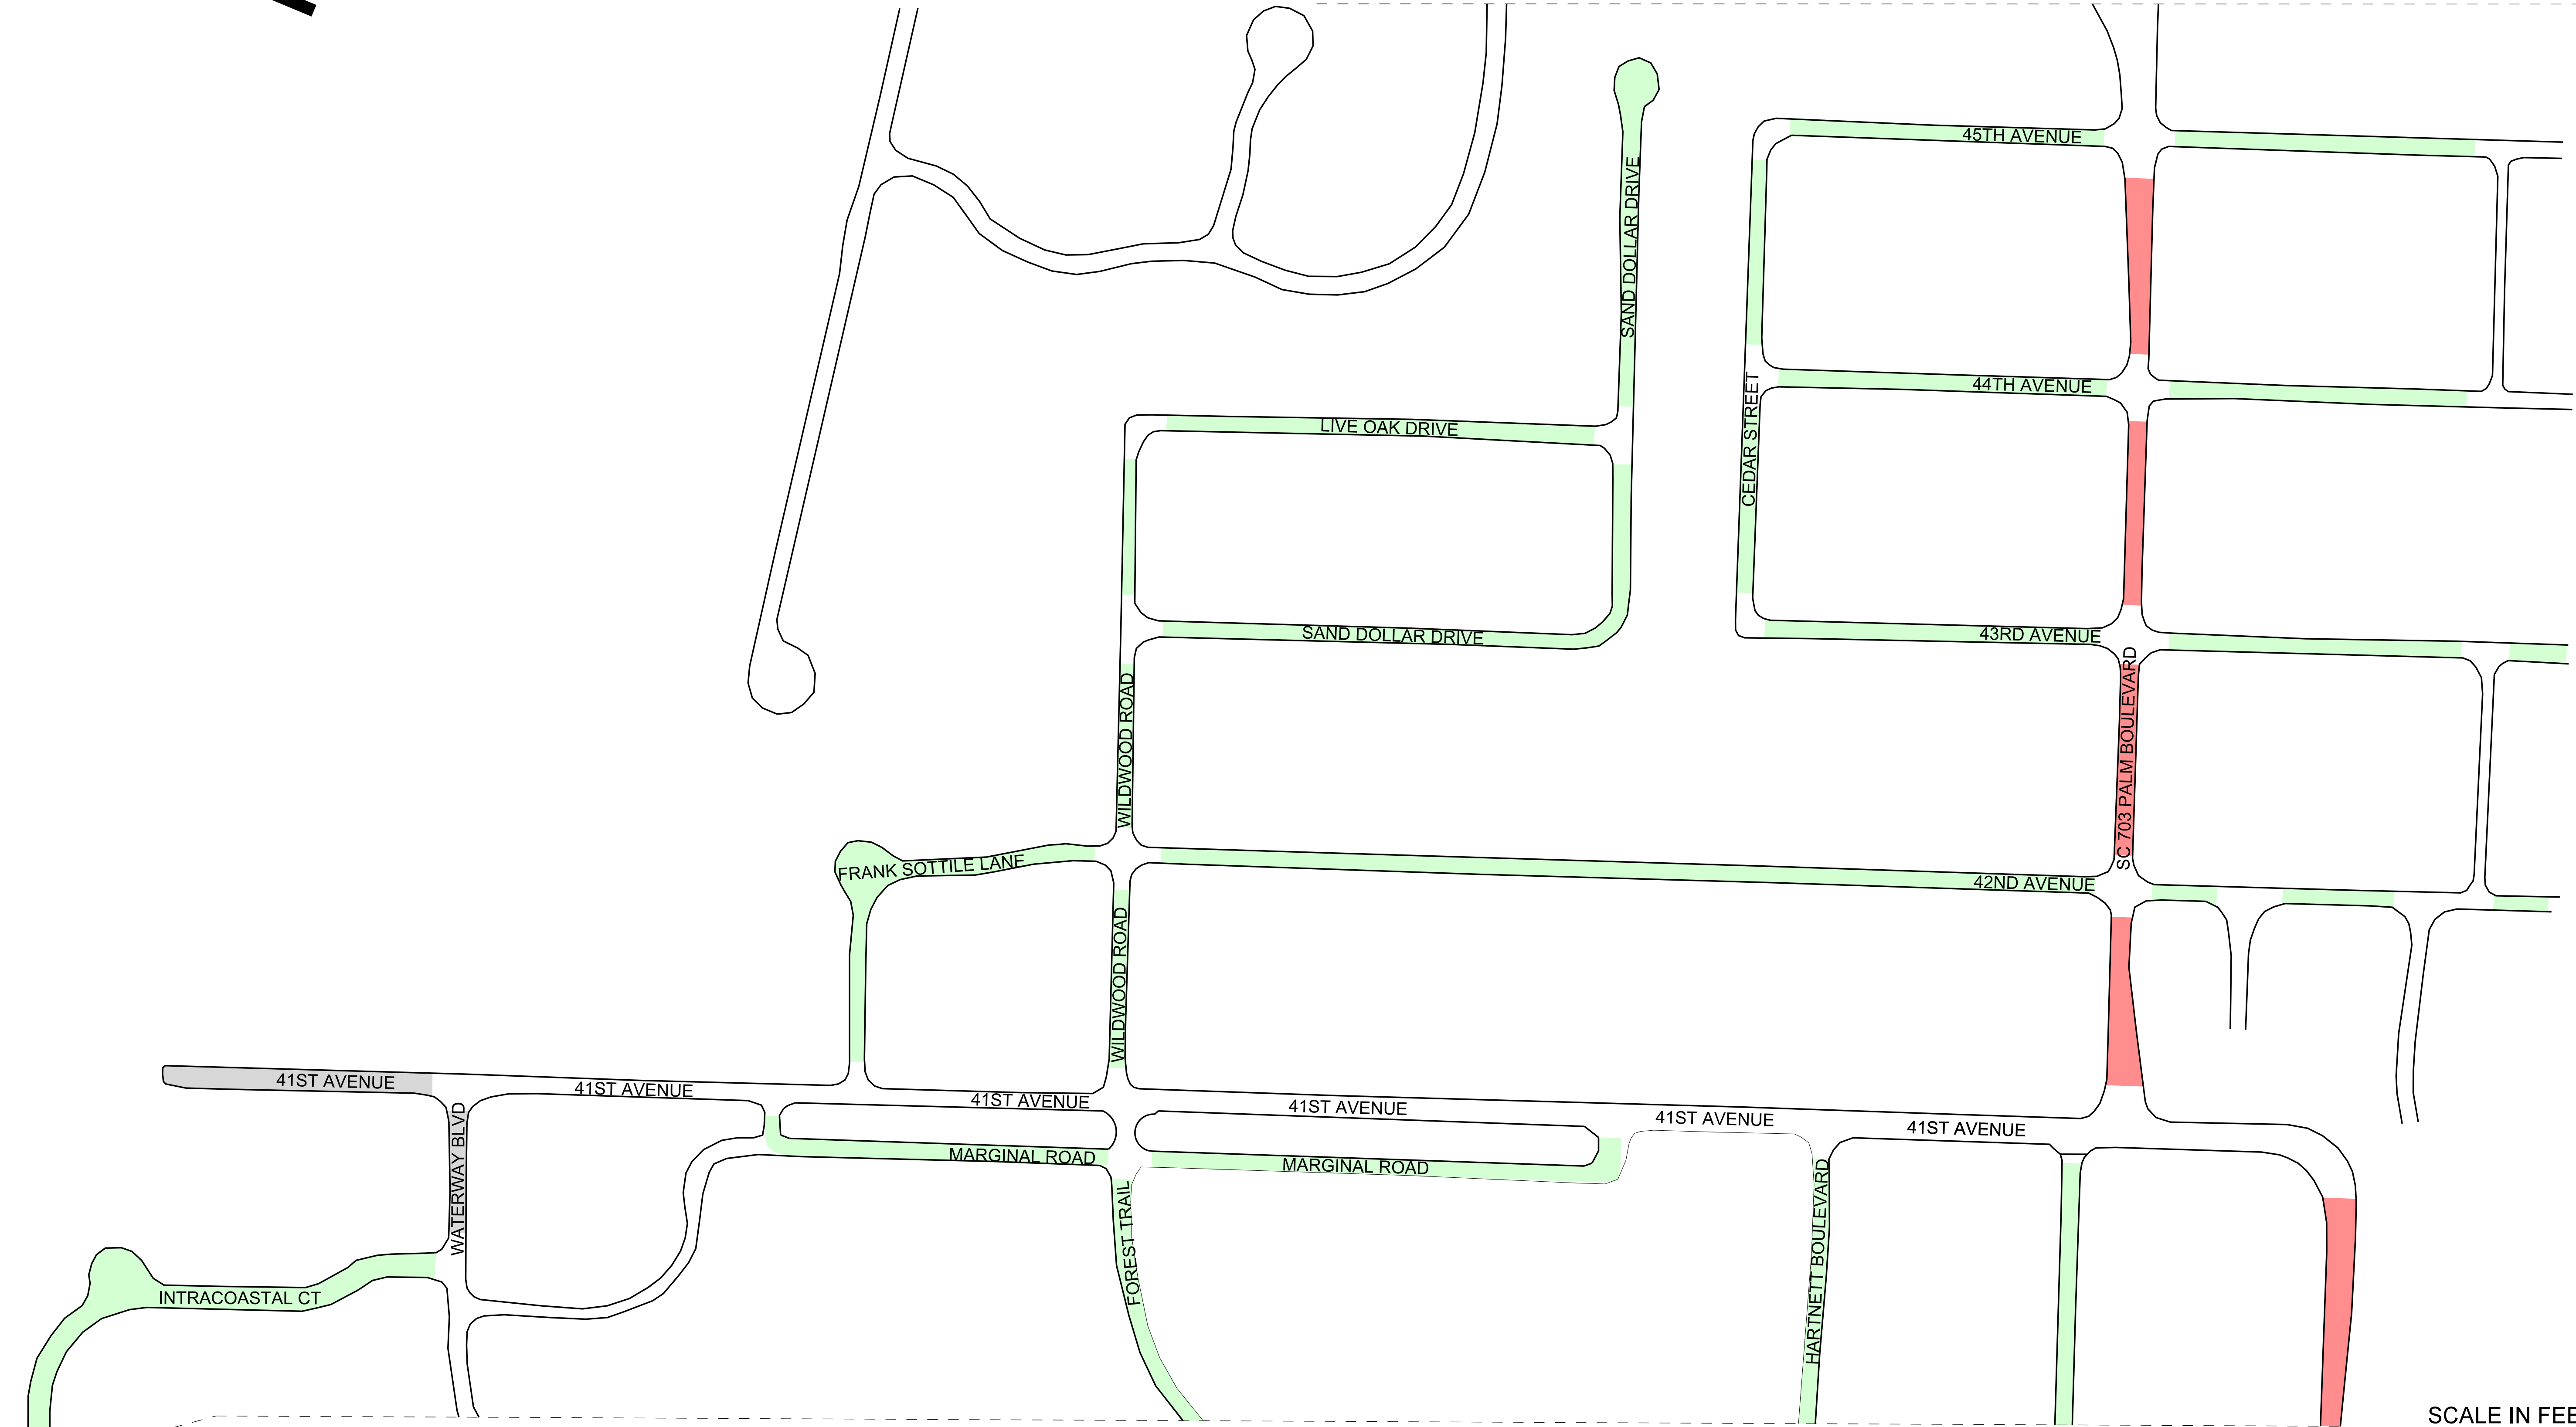 45TH AVENUE
SAND DOLLAR DRIVE
44TH AVENUE
CEDAR STREET
LIVE OAK DRIVE
SAND DOLLAR DRIVE
43RD AVENUE
SC 703 PALM BOULEVARD
WILDWOOD ROAD
FRANK SOTTILE LANE
42ND AVENUE
WILDWOOD ROAD
41ST AVENUE
41ST AVENUE
41ST AVENUE
41ST AVENUE
41ST AVENUE
41ST AVENUE
WATERWAY BLVD
MARGINAL ROAD
MARGINAL ROAD
FOREST TRAIL
HARTNETT BOULEVARD
INTRACOASTAL CT
SCALE IN